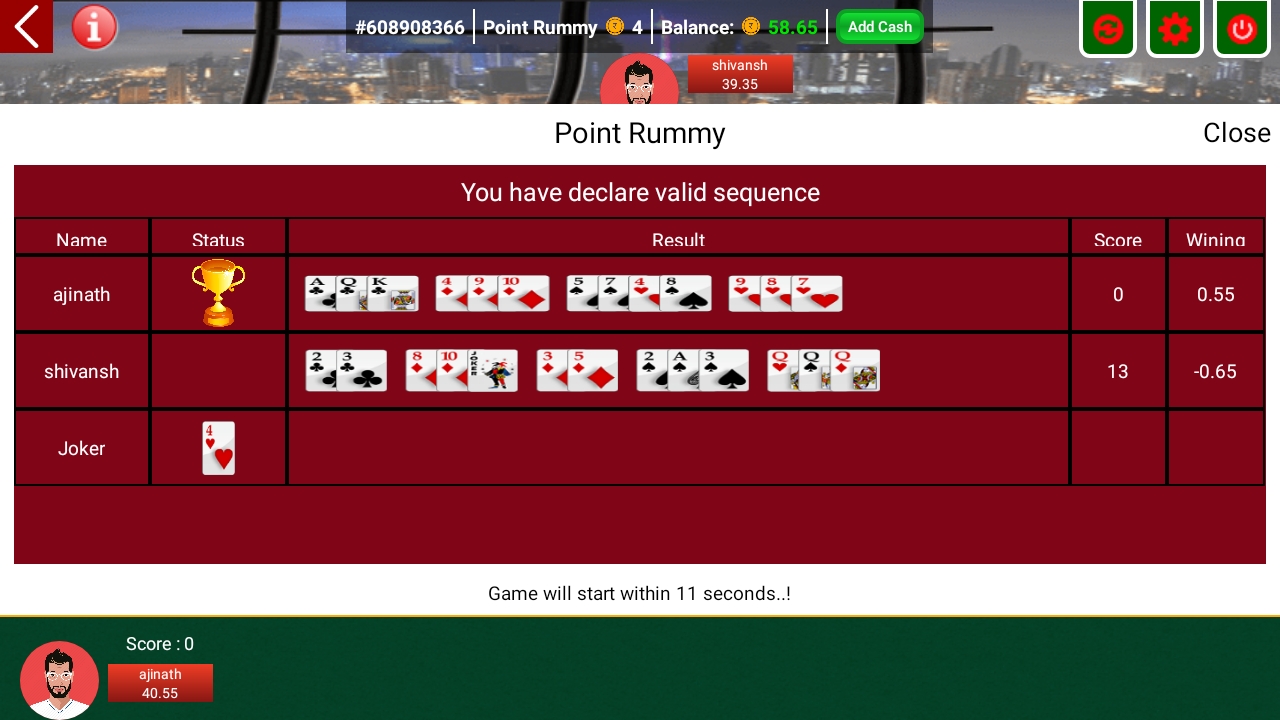 #608908366 Point Rummy 4 Balance: 58.65 Add Cash
shivansh
39.35
Point Rummy
Close
You have declare valid sequence
Name Status Result Score Wining
ajinath A Q K 4 9 10 5 7 4 8 9 8 7 0 0.55
shivansh 2 3 8 10 JOKER 3 5 2 A 3 Q Q Q 13 -0.65
Joker 4
Game will start within 11 seconds..!
Score : 0
ajinath
40.55